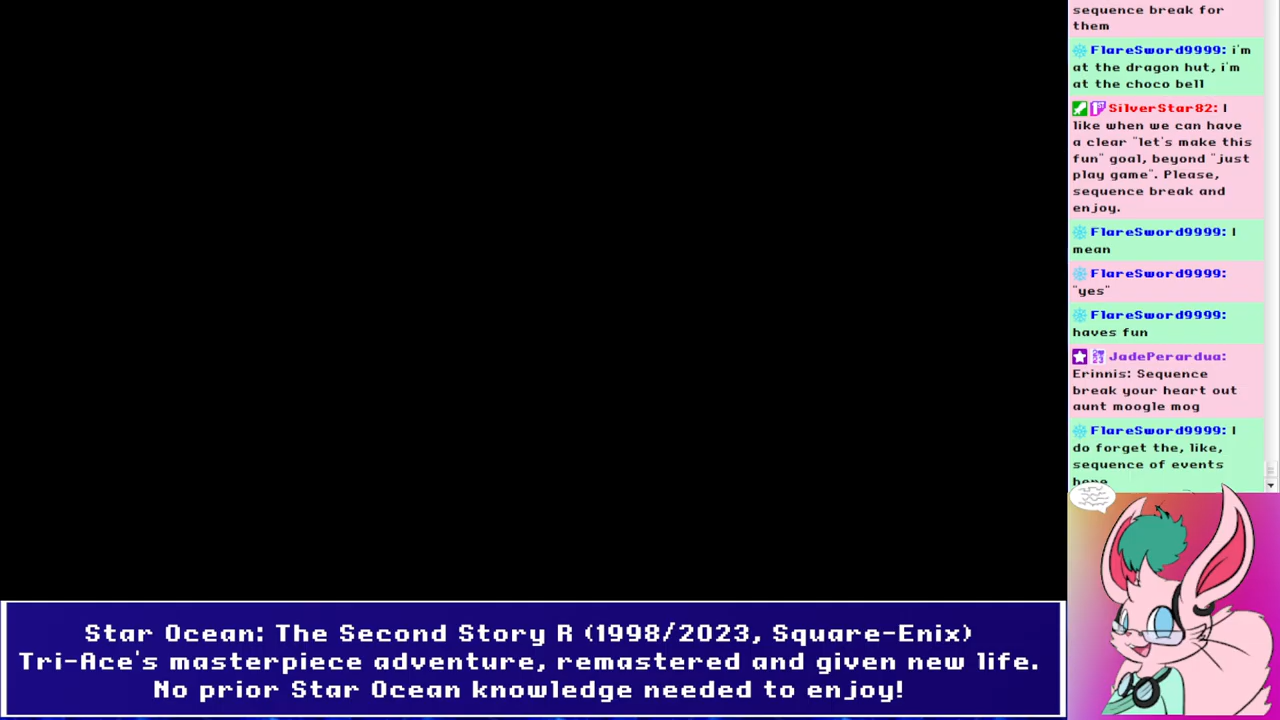 sequence break for
them
FlareSword9999: i'm
at the dragon hut, i'm
at the choco bell
SilverStar82: I
like when we can have
a clear "let's make this
fun" goal, beyond "just
play game". Please,
sequence break and
enjoy.
FlareSword9999: I
mean
FlareSword9999:
"yes"
FlareSword9999:
haves fun
JadePerardua:
Erinnis: Sequence
break your heart out
aunt moogle mog
FlareSword9999: I
do forget the, like,
sequence of events
here
Star Ocean: The Second Story R (1998/2023, Square-Enix)
Tri-Ace's masterpiece adventure, remastered and given new life.
No prior Star Ocean knowledge needed to enjoy!